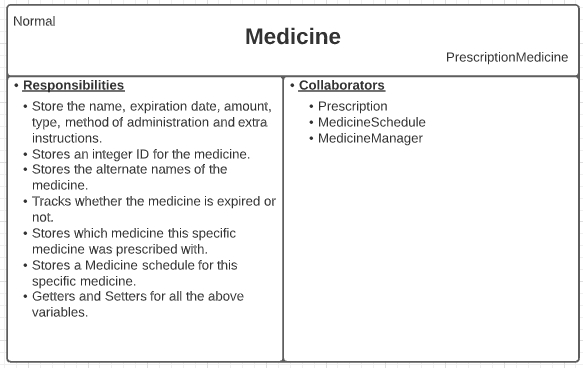 Normal
Medicine
PrescriptionMedicine
• Responsibilities
• Store the name, expiration date, amount,
type, method of administration and extra
instructions.
• Stores an integer ID for the medicine.
• Stores the alternate names of the
medicine.
• Tracks whether the medicine is expired or
not.
• Stores which medicine this specific
medicine was prescribed with.
• Stores a Medicine schedule for this
specific medicine.
• Getters and Setters for all the above
variables.
• Collaborators
• Prescription
• MedicineSchedule
• MedicineManager